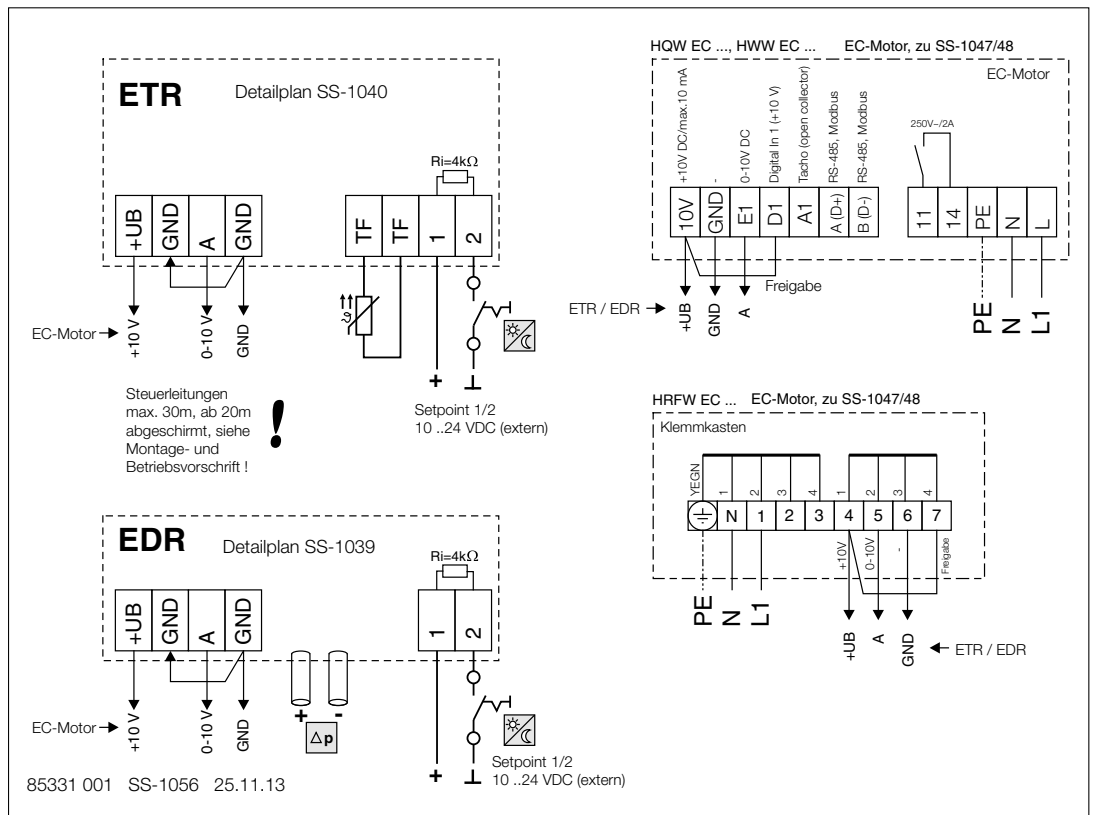 ETR Detailplan SS-1040
Ri=4kΩ
+UB GND A GND TF TF 1 2
ϑ
EC-Motor
+10 V 0-10 V GND
+ ⊥
Steuerleitungen
max. 30m, ab 20m
abgeschirmt, siehe
Montage- und
Betriebsvorschrift !
!
Setpoint 1/2
10 ..24 VDC (extern)
EDR Detailplan SS-1039
Ri=4kΩ
+UB GND A GND 1 2
EC-Motor
+10 V 0-10 V GND
+ -
Δp
+ ⊥
Setpoint 1/2
10 ..24 VDC (extern)
85331 001 SS-1056 25.11.13
HQW EC ..., HWW EC ... EC-Motor, zu SS-1047/48
EC-Motor
+10V DC/max.10 mA
-
0-10V DC
Digital In 1 (+10 V)
Tacho (open collector)
RS-485, Modbus
RS-485, Modbus
250V~/2A
10V GND E1 D1 A1 A (D+) B (D-) 11 14 PE N L
Freigabe
ETR / EDR
+UB GND A
PE N L1
HRFW EC ... EC-Motor, zu SS-1047/48
Klemmkasten
YEGN 1 2 3 4 1 2 3 4
N 1 2 3 4 5 6 7
+10V 0-10V - Freigabe
PE N L1
+UB A GND
ETR / EDR